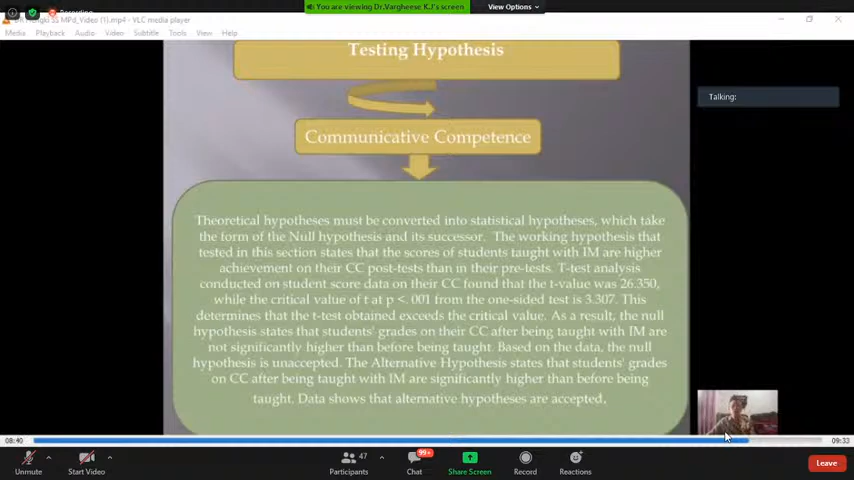 You are viewing Dr.Varghese K.J's screen
View Options
Recording
MPd_Video (1).mp4 - VLC media player
Media Playback Audio Video Subtitle Tools View Help
Testing Hypothesis
Talking:
Communicative Competence
Theoretical hypotheses must be converted into statistical hypotheses, which take
the form of the Null hypothesis and its successor. The working hypothesis that
tested in this section states that the scores of students taught with IM are higher
achievement on their CC post-tests than in their pre-tests. T-test analysis
conducted on student score data on their CC found that the t-value was 26.350,
while the critical value of t at p <. 001 from the one-sided test is 3.307. This
determines that the t-test obtained exceeds the critical value. As a result, the null
hypothesis states that students' grades on their CC after being taught with IM are
not significantly higher than before being taught. Based on the data, the null
hypothesis is unaccepted. The Alternative Hypothesis states that students' grades
on CC after being taught with IM are significantly higher than before being
taught. Data shows that alternative hypotheses are accepted.
08:40
09:33
47
99+
Unmute
Start Video
Participants
Chat
Share Screen
Record
Reactions
Leave